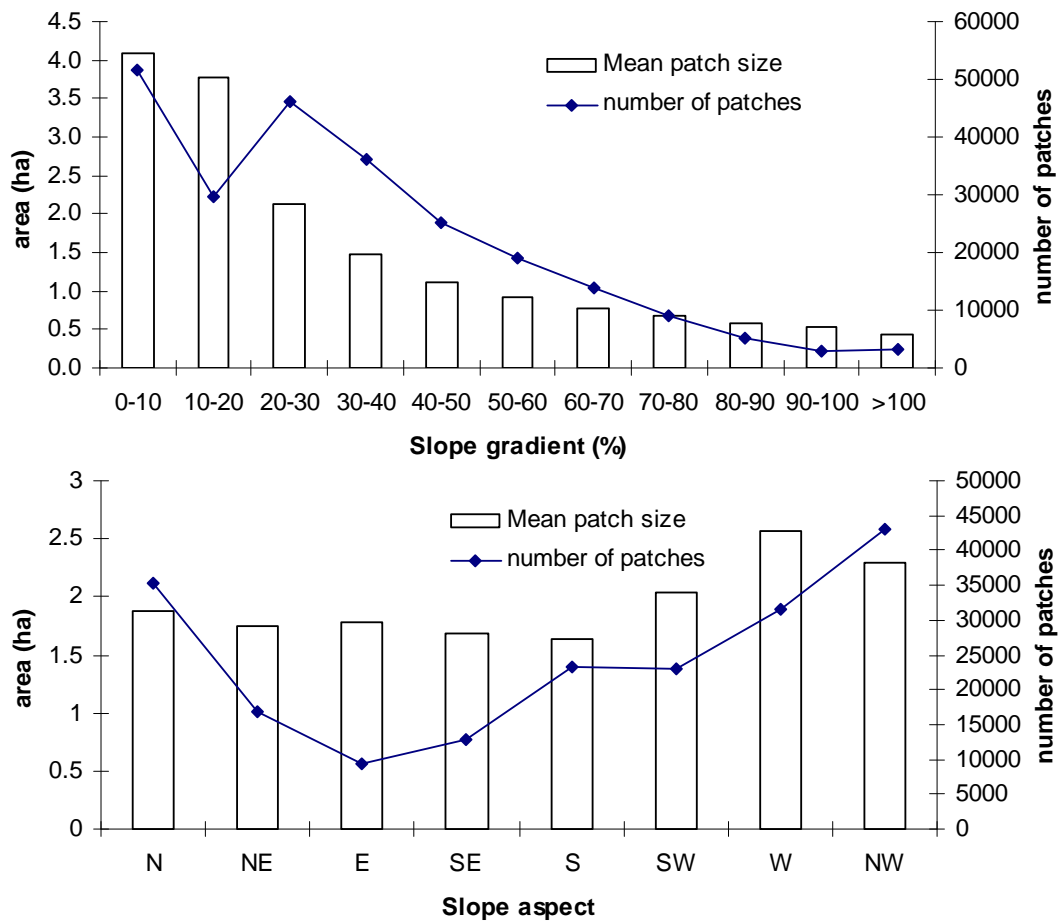 4.5
4.0
3.5
3.0
2.5
2.0
1.5
1.0
0.5
0.0
area (ha)
60000
50000
40000
30000
20000
10000
0
number of patches
Mean patch size
number of patches
0-10 10-20 20-30 30-40 40-50 50-60 60-70 70-80 80-90 90-100 >100
Slope gradient (%)
3
2.5
2
1.5
1
0.5
0
area (ha)
50000
45000
40000
35000
30000
25000
20000
15000
10000
5000
0
number of patches
Mean patch size
number of patches
N NE E SE S SW W NW
Slope aspect